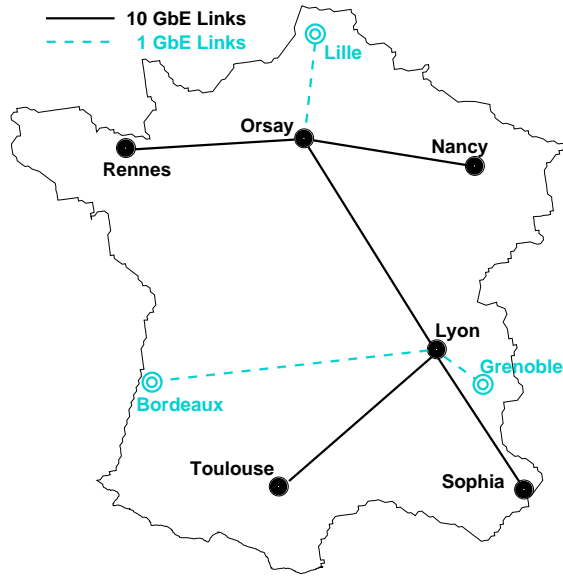 10 GbE Links
1 GbE Links
Lille
Orsay
Nancy
Rennes
Lyon
Grenoble
Bordeaux
Toulouse
Sophia